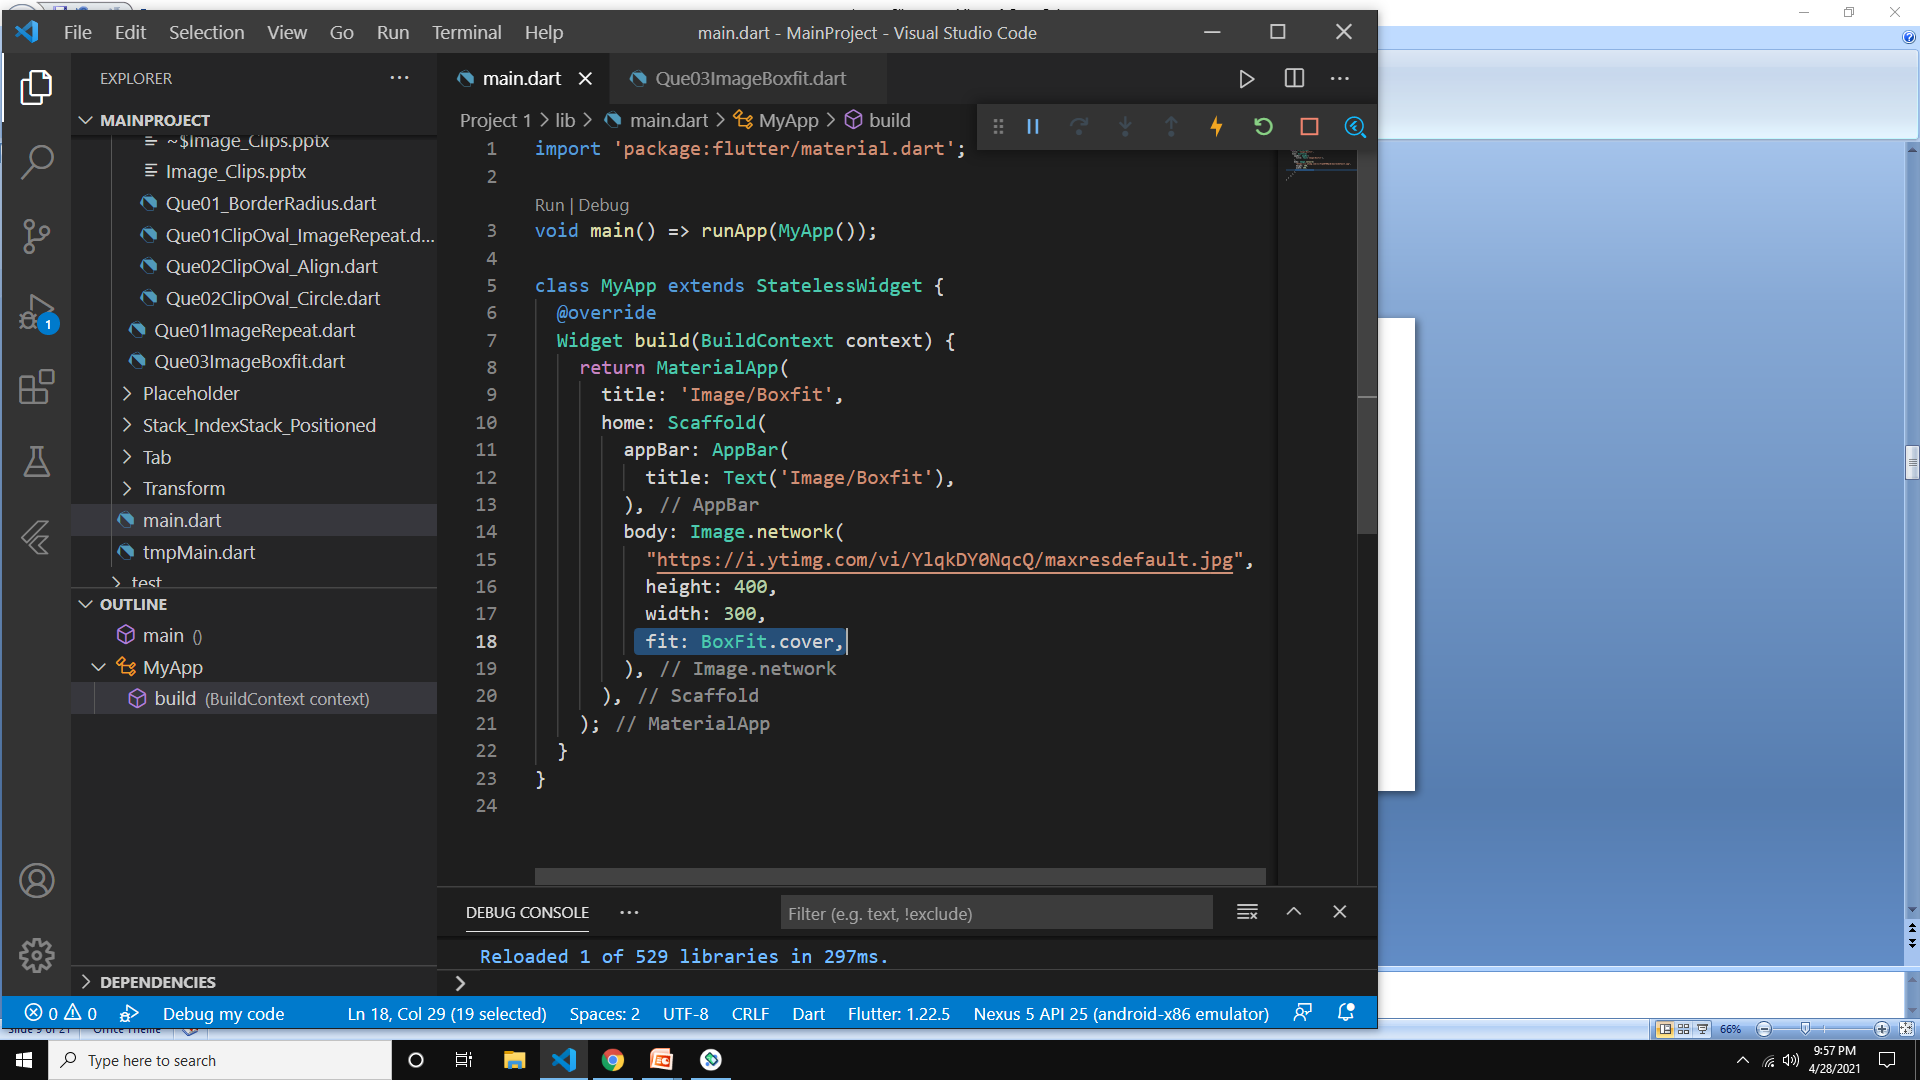 File Edit Selection View Go Run Terminal Help
main.dart - MainProject - Visual Studio Code
EXPLORER
MAINPROJECT
~$Image_Clips.pptx
Image_Clips.pptx
Que01_BorderRadius.dart
Que01ClipOval_ImageRepeat.d...
Que02ClipOval_Align.dart
Que02ClipOval_Circle.dart
Que01ImageRepeat.dart
Que03ImageBoxfit.dart
Placeholder
Stack_IndexStack_Positioned
Tab
Transform
main.dart
tmpMain.dart
test
OUTLINE
main ()
MyApp
build (BuildContext context)
DEPENDENCIES
1
main.dart
Que03ImageBoxfit.dart
Project 1 > lib > main.dart > MyApp > build
1 import 'package:flutter/material.dart';
2
Run | Debug
3 void main() => runApp(MyApp());
4
5 class MyApp extends StatelessWidget {
6 @override
7 Widget build(BuildContext context) {
8 return MaterialApp(
9 title: 'Image/Boxfit',
10 home: Scaffold(
11 appBar: AppBar(
12 title: Text('Image/Boxfit'),
13 ), // AppBar
14 body: Image.network(
15 "https://i.ytimg.com/vi/YlqkDY0NqcQ/maxresdefault.jpg",
16 height: 400,
17 width: 300,
18 fit: BoxFit.cover,
19 ), // Image.network
20 ), // Scaffold
21 ); // MaterialApp
22 }
23 }
24
DEBUG CONSOLE
Filter (e.g. text, !exclude)
Reloaded 1 of 529 libraries in 297ms.
0 0 Debug my code Ln 18, Col 29 (19 selected) Spaces: 2 UTF-8 CRLF Dart Flutter: 1.22.5 Nexus 5 API 25 (android-x86 emulator)
66%
Type here to search
9:57 PM
4/28/2021